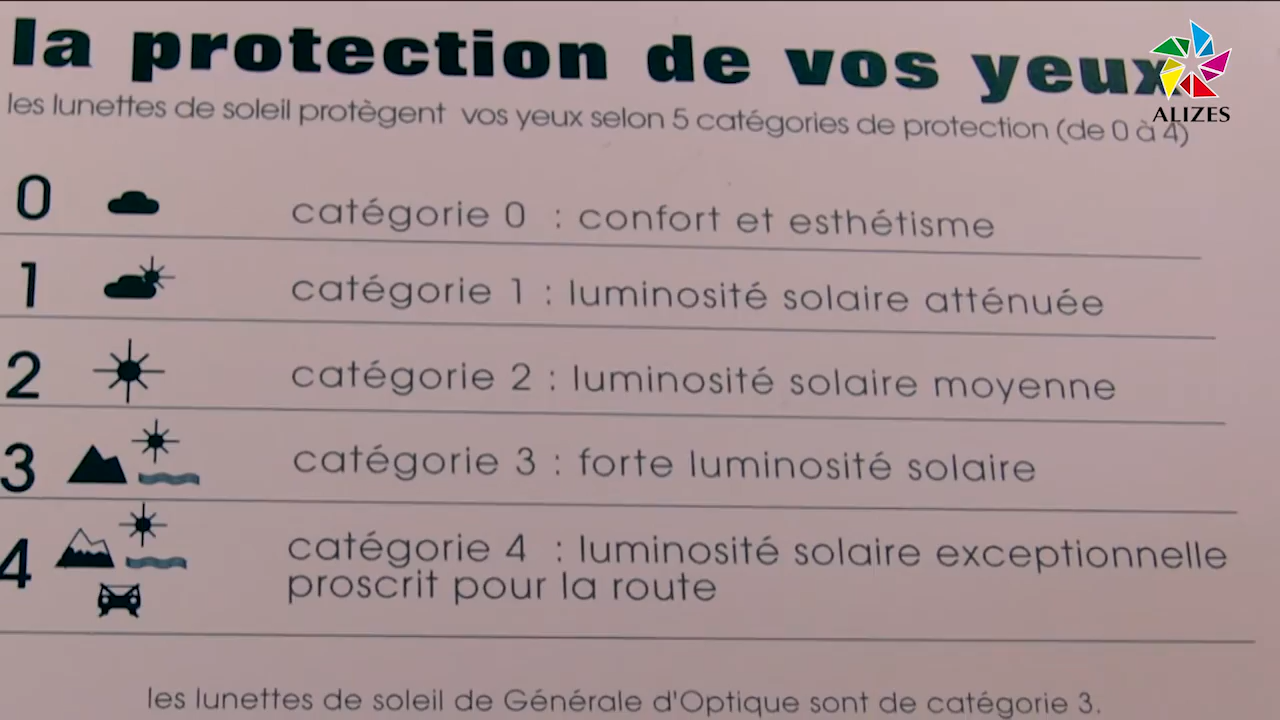 la protection de vos yeux
ALIZES
les lunettes de soleil protègent vos yeux selon 5 catégories de protection (de 0 à 4)
0 catégorie 0 : confort et esthétisme
1 catégorie 1 : luminosité solaire atténuée
2 catégorie 2 : luminosité solaire moyenne
3 catégorie 3 : forte luminosité solaire
4 catégorie 4 : luminosité solaire exceptionnelle
proscrit pour la route
les lunettes de soleil de Générale d'Optique sont de catégorie 3.